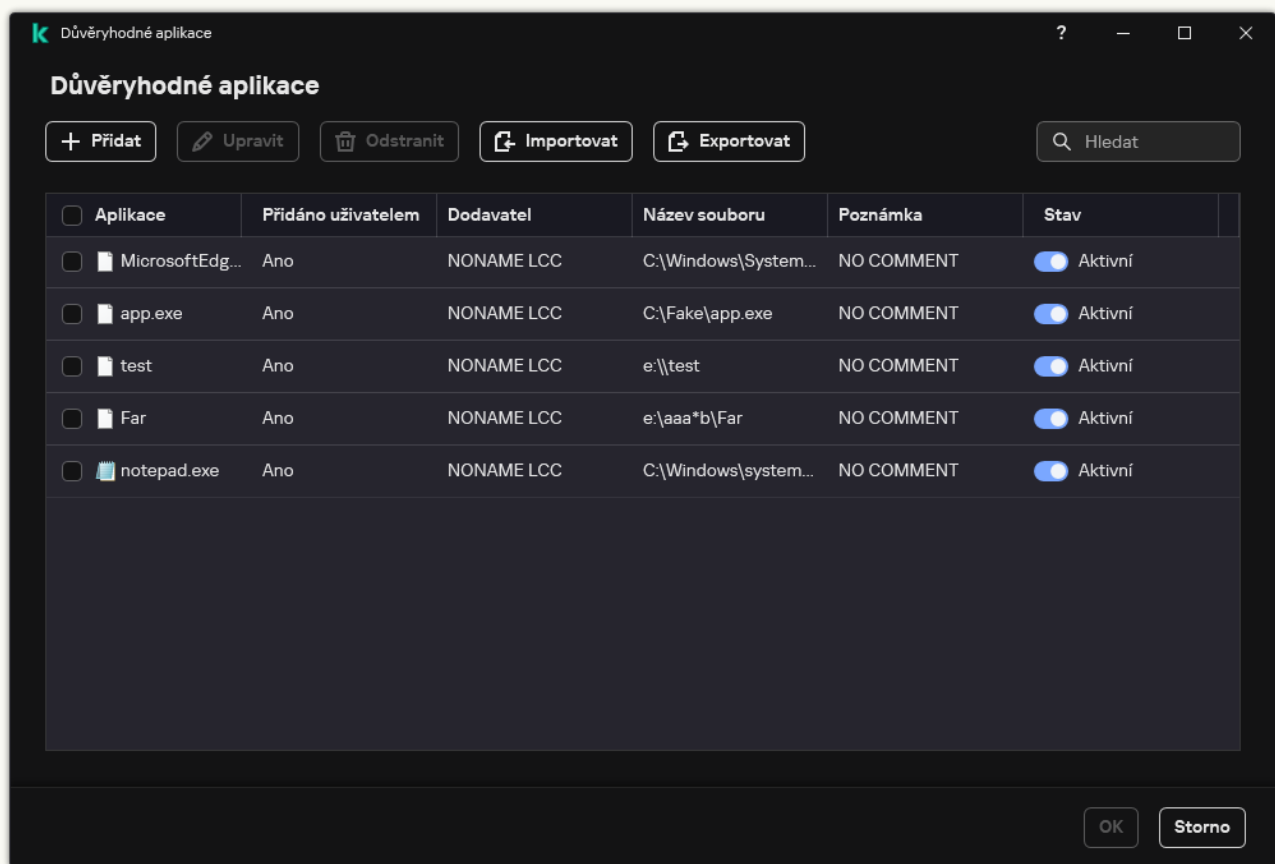 Důvěryhodné aplikace
?
Důvěryhodné aplikace
Přidat Upravit Odstranit Importovat Exportovat Hledat
Aplikace Přidáno uživatelem Dodavatel Název souboru Poznámka Stav
MicrosoftEdg... Ano NONAME LCC C:\Windows\System... NO COMMENT Aktivní
app.exe Ano NONAME LCC C:\Fake\app.exe NO COMMENT Aktivní
test Ano NONAME LCC e:\\test NO COMMENT Aktivní
Far Ano NONAME LCC e:\aaa*b\Far NO COMMENT Aktivní
notepad.exe Ano NONAME LCC C:\Windows\system... NO COMMENT Aktivní
OK Storno